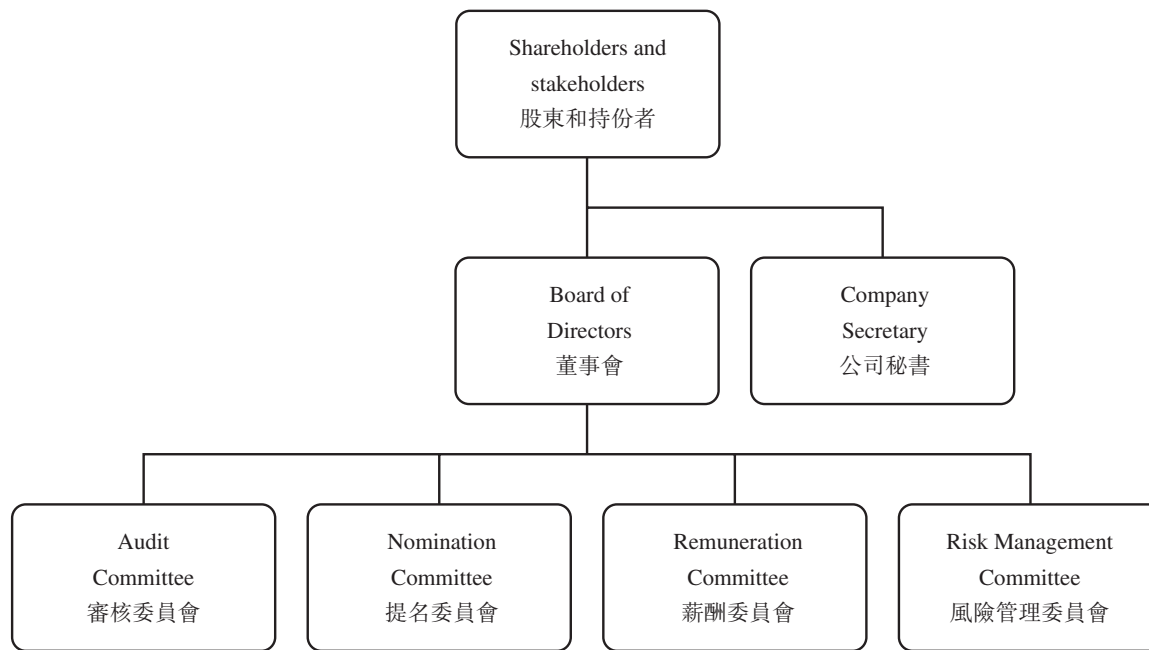 Shareholders and
stakeholders
股東和持份者
Board of
Directors
董事會
Company
Secretary
公司秘書
Audit
Committee
審核委員會
Nomination
Committee
提名委員會
Remuneration
Committee
薪酬委員會
Risk Management
Committee
風險管理委員會